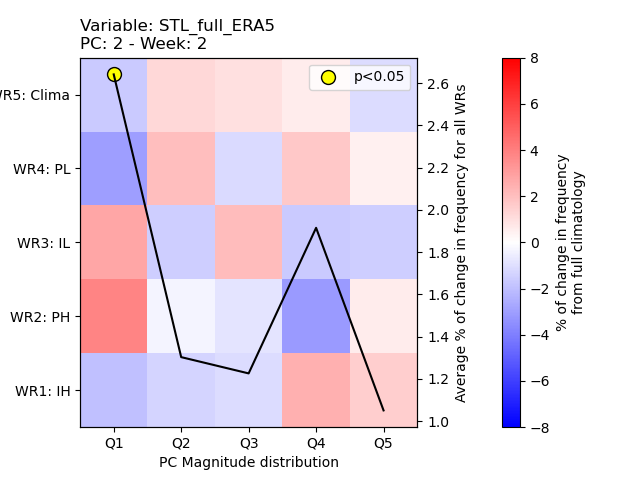 Variable: STL_full_ERA5
PC: 2 - Week: 2
p<0.05
WR5: Clima
WR4: PL
WR3: IL
WR2: PH
WR1: IH
Q1 Q2 Q3 Q4 Q5
PC Magnitude distribution
2.6
2.4
2.2
2.0
1.8
1.6
1.4
1.2
1.0
Average % of change in frequency for all WRs
8
6
4
2
0
−2
−4
−6
−8
% of change in frequency
from full climatology